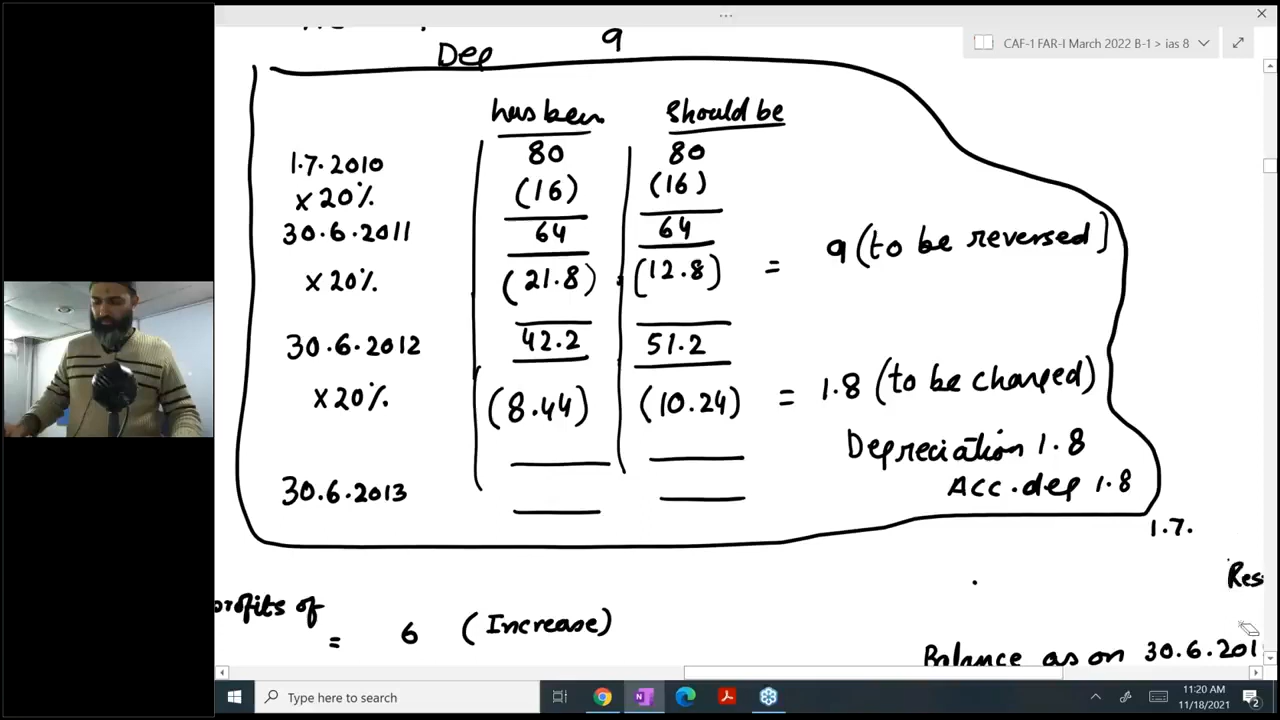 CAF-1 FAR-I March 2022 B-1 > ias 8
Dep 9
has been Should be
1.7.2010 80 80
x 20% (16) (16)
30.6.2011 64 64
x 20% (21.8) (12.8) = 9 (to be reversed)
30.6.2012 42.2 51.2
x 20% (8.44) (10.24) = 1.8 (to be charged)
Depreciation 1.8
Acc.dep 1.8
30.6.2013
1.7.
Res
profits of
= 6 (Increase)
Balance as on 30.6.201
Type here to search
11:20 AM
11/18/2021
2